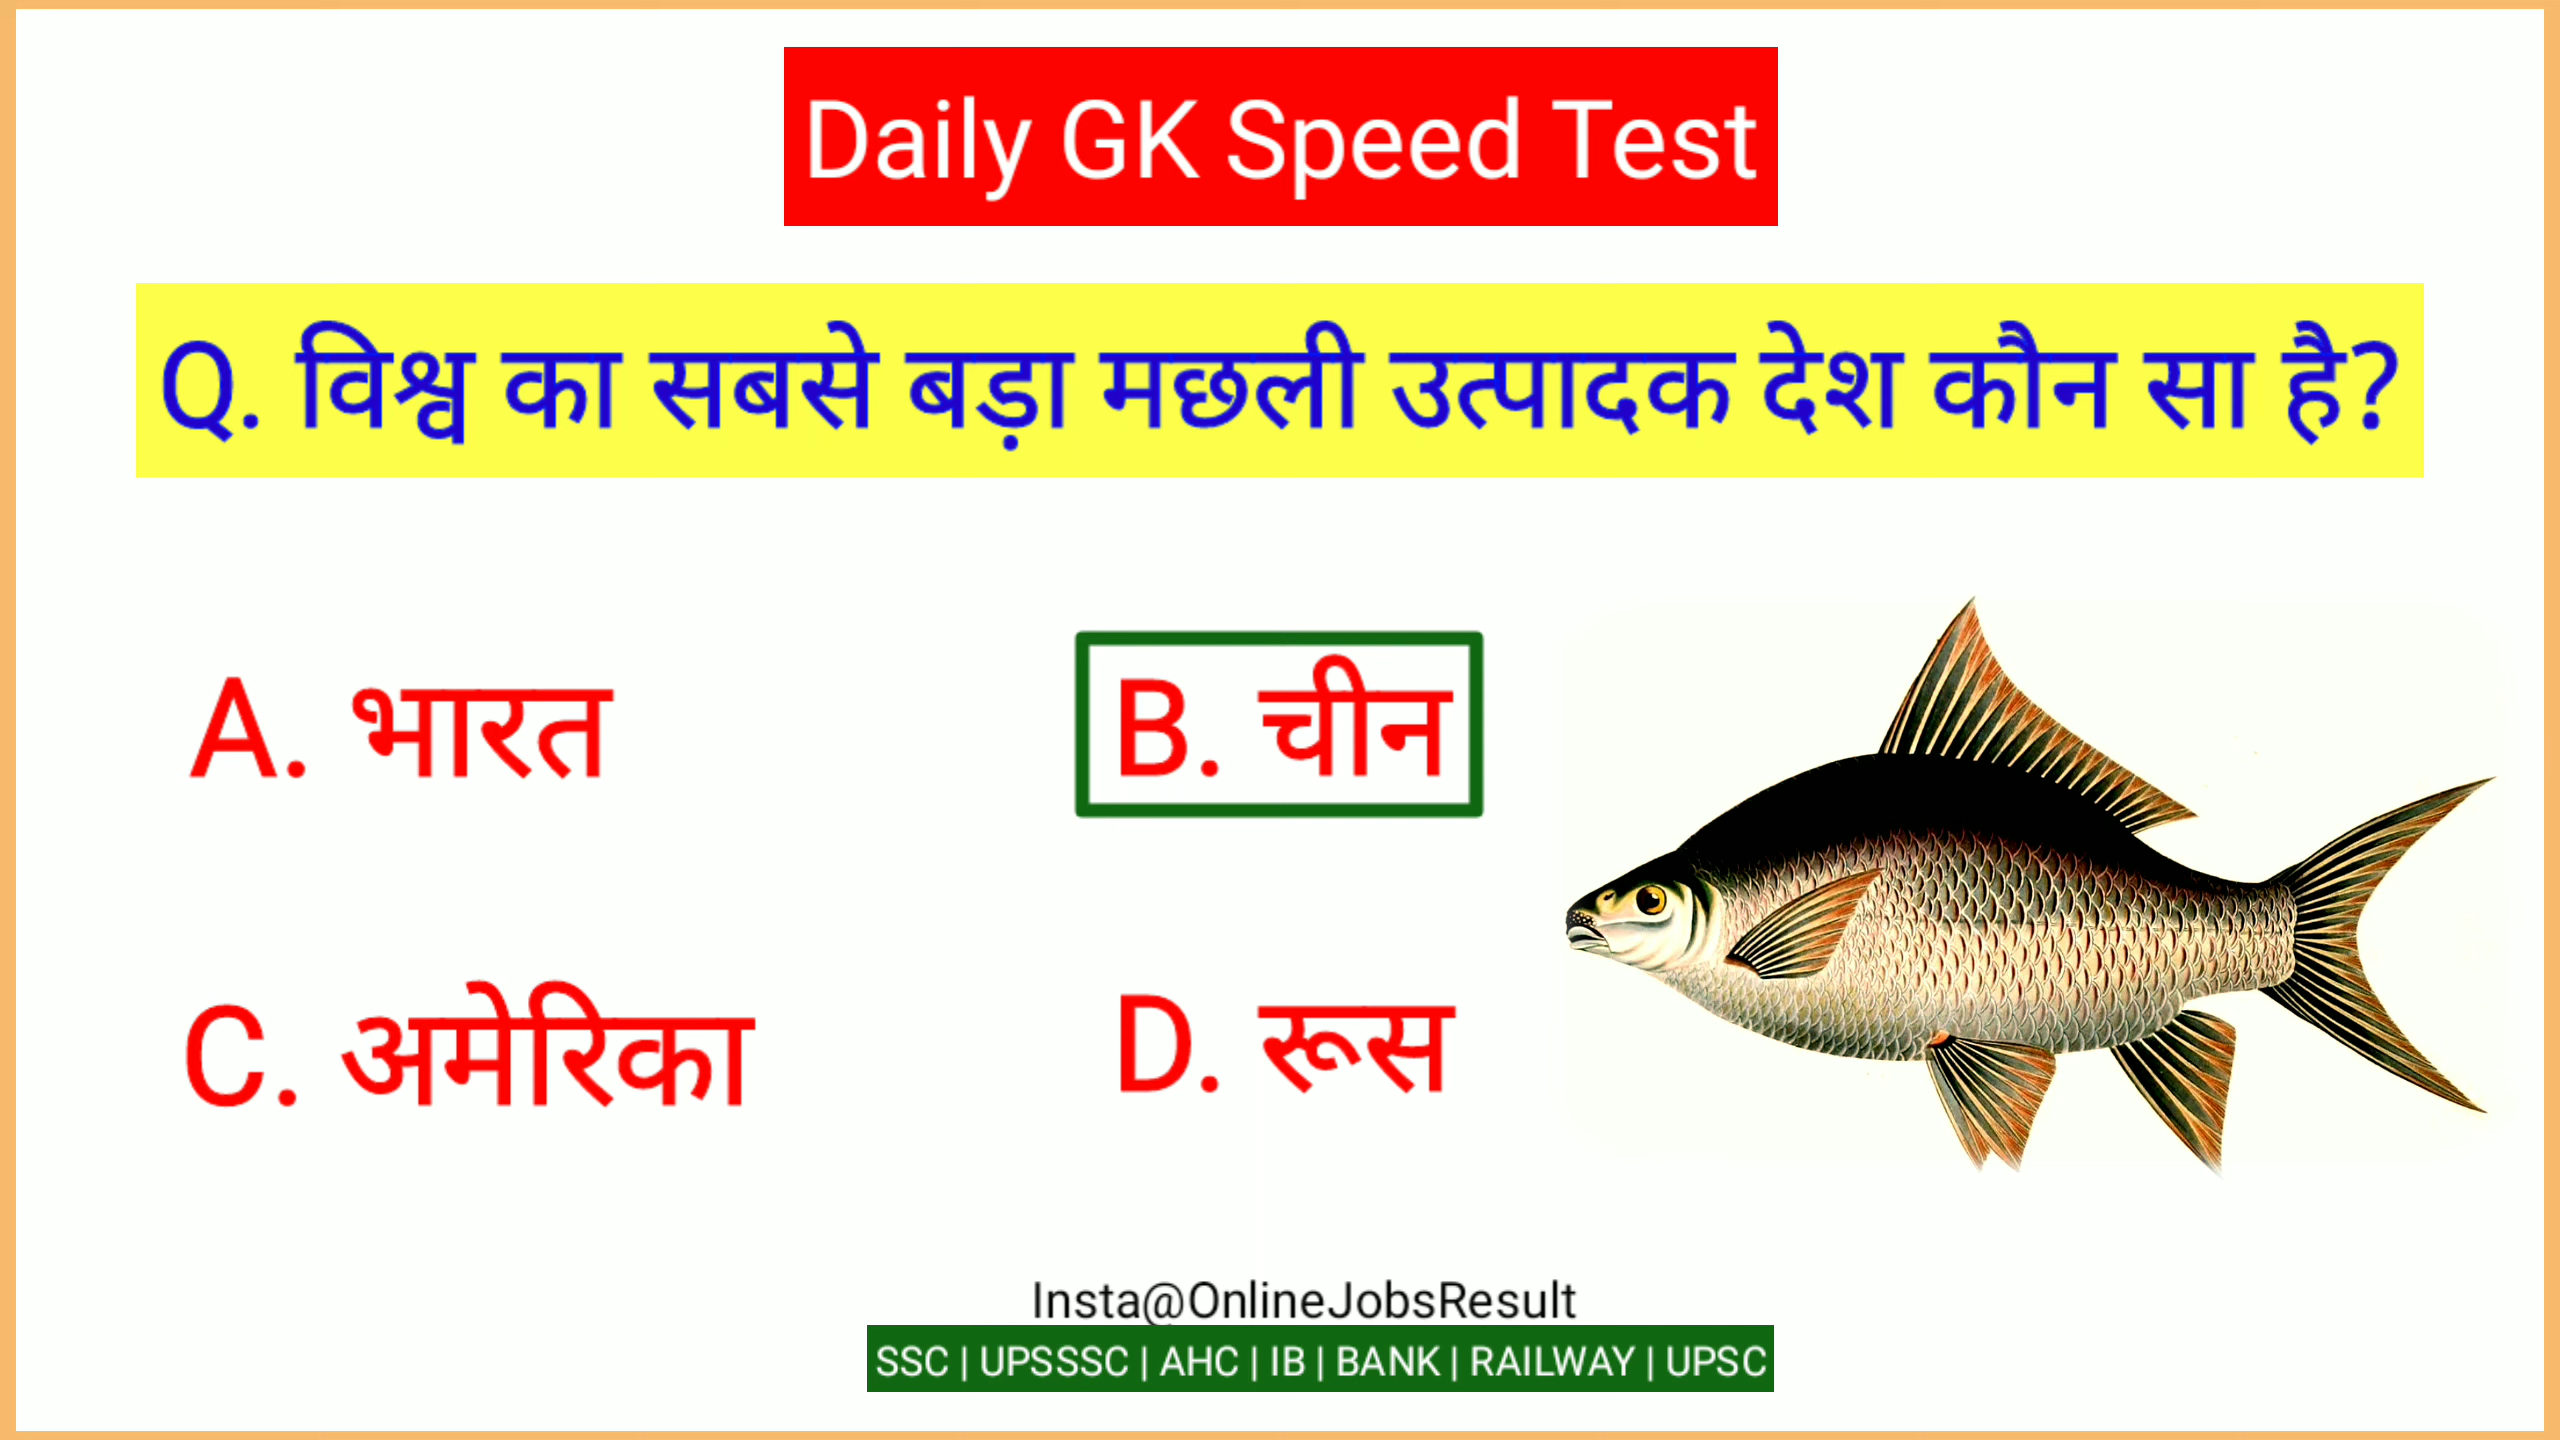 Daily GK Speed Test
Q. विश्व का सबसे बड़ा मछली उत्पादक देश कौन सा है?
A. भारत
B. चीन
C. अमेरिका
D. रूस
Insta@OnlineJobsResult
SSC | UPSSSC | AHC | IB | BANK | RAILWAY | UPSC